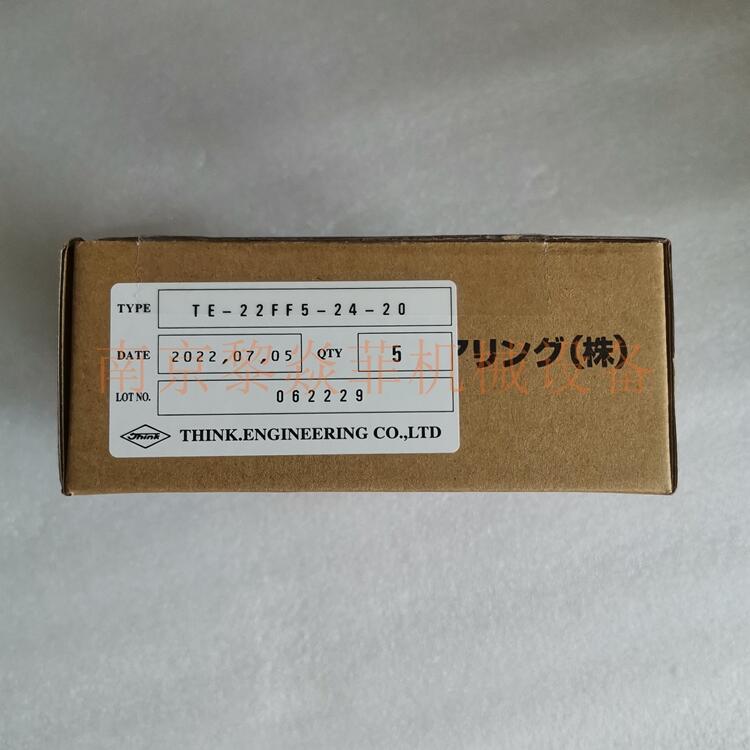 TYPE TE-22FF5-24-20
DATE 2022,07,05 QTY 5
アリング(株)
LOT NO. 062229
Think THINK.ENGINEERING CO.,LTD
南京黎焱菲机械设备